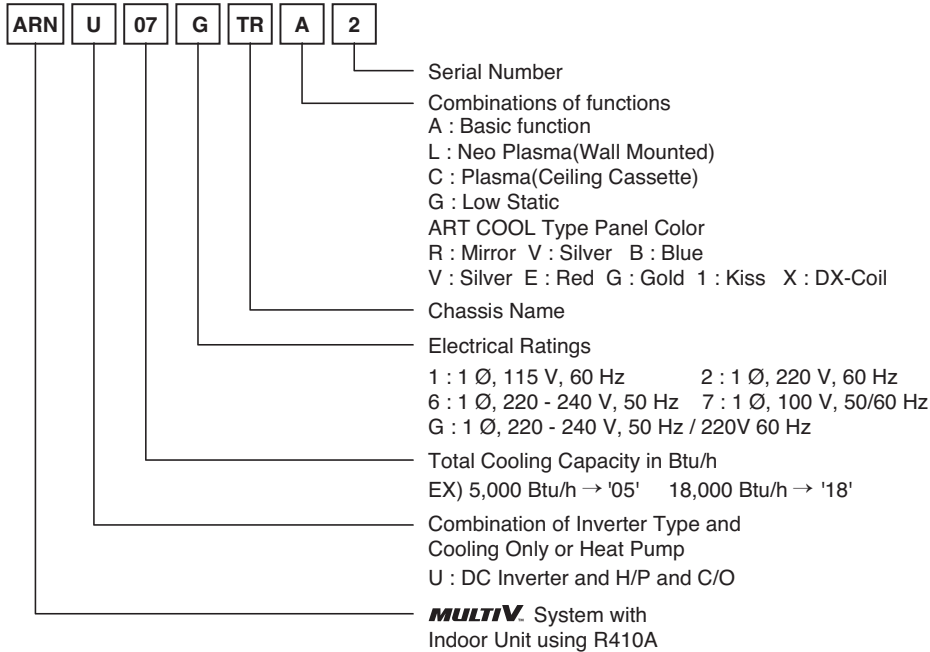 ARN U 07 G TR A 2
Serial Number
Combinations of functions
A : Basic function
L : Neo Plasma(Wall Mounted)
C : Plasma(Ceiling Cassette)
G : Low Static
ART COOL Type Panel Color
R : Mirror V : Silver B : Blue
V : Silver E : Red G : Gold 1 : Kiss X : DX-Coil
Chassis Name
Electrical Ratings
1 : 1 Ø, 115 V, 60 Hz 2 : 1 Ø, 220 V, 60 Hz
6 : 1 Ø, 220 - 240 V, 50 Hz 7 : 1 Ø, 100 V, 50/60 Hz
G : 1 Ø, 220 - 240 V, 50 Hz / 220V 60 Hz
Total Cooling Capacity in Btu/h
EX) 5,000 Btu/h → '05' 18,000 Btu/h → '18'
Combination of Inverter Type and
Cooling Only or Heat Pump
U : DC Inverter and H/P and C/O
MULTI V™ System with
Indoor Unit using R410A